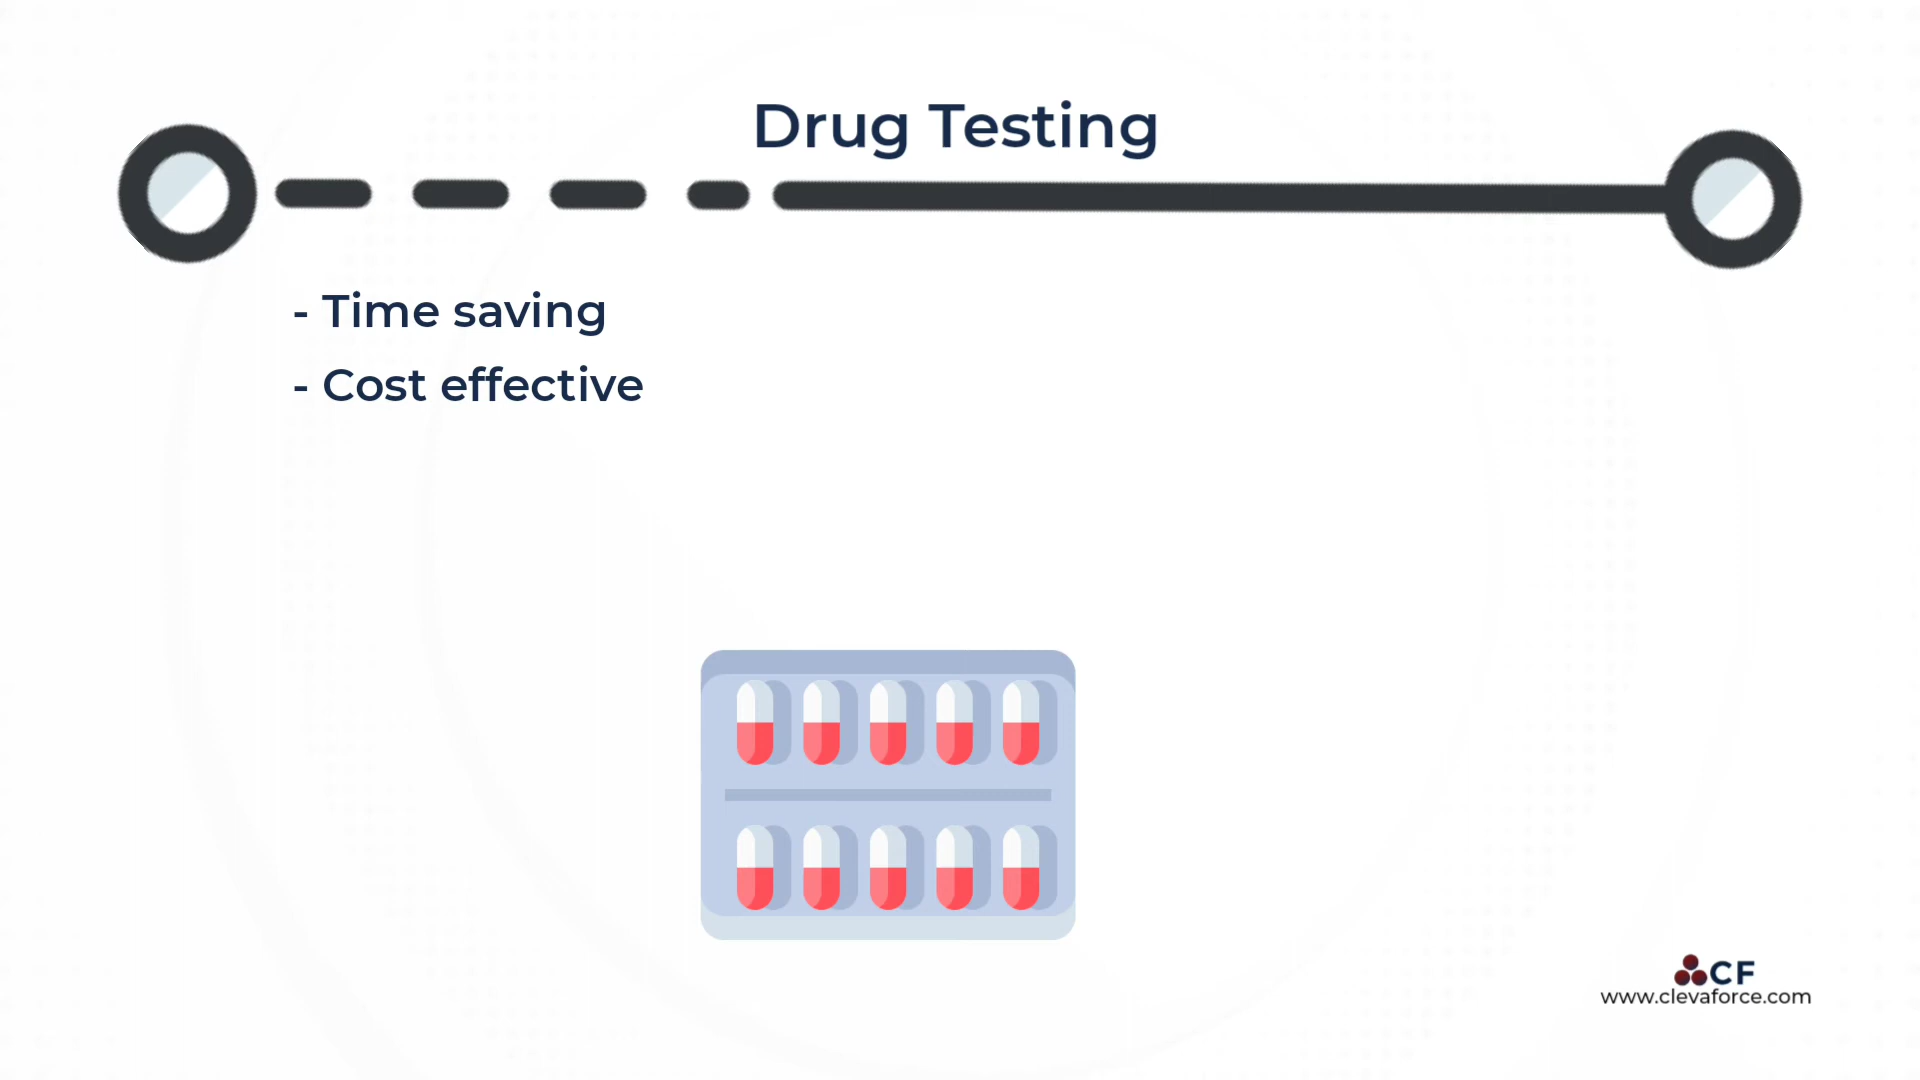 Drug Testing
- Time saving
- Cost effective
CF
www.clevaforce.com